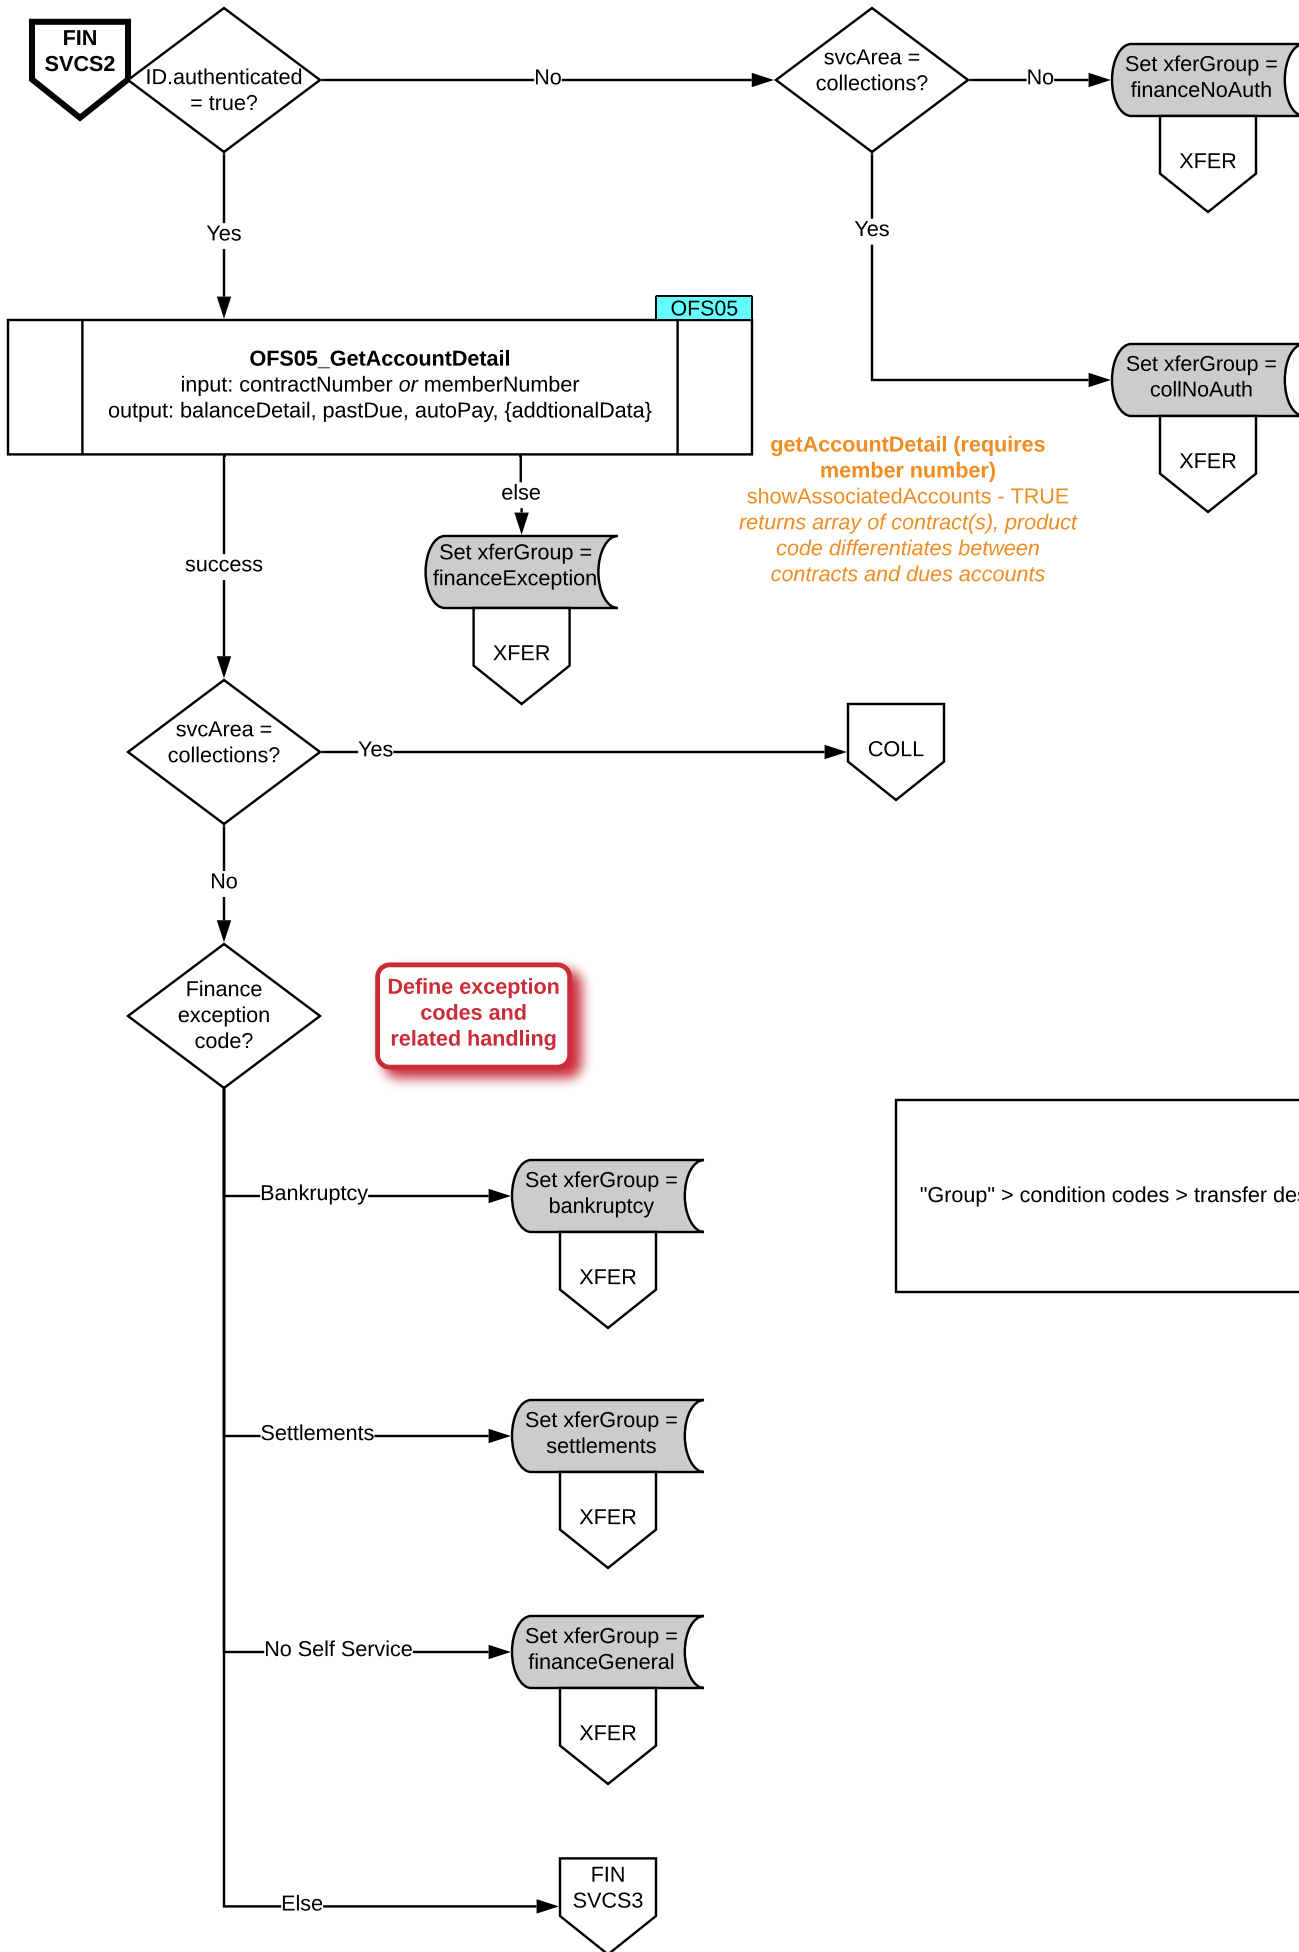 FIN
SVCS2
ID.authenticated
= true?
No
svcArea =
collections?
No
Set xferGroup =
financeNoAuth
XFER
Yes
Yes
OFS05
OFS05_GetAccountDetail
input: contractNumber or memberNumber
output: balanceDetail, pastDue, autoPay, {addtionalData}
Set xferGroup =
collNoAuth
XFER
getAccountDetail (requires
member number)
showAssociatedAccounts - TRUE
returns array of contract(s), product
code differentiates between
contracts and dues accounts
else
success
Set xferGroup =
financeException
XFER
svcArea =
collections?
Yes
COLL
No
Finance
exception
code?
Define exception
codes and
related handling
Bankruptcy
Set xferGroup =
bankruptcy
XFER
"Group" > condition codes > transfer
Settlements
Set xferGroup =
settlements
XFER
No Self Service
Set xferGroup =
financeGeneral
XFER
Else
FIN
SVCS3